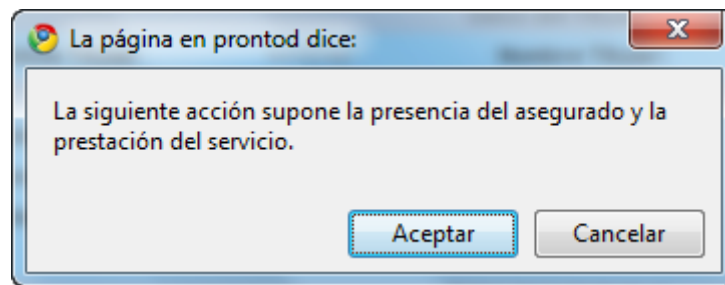 La página en prontod dice:
La siguiente acción supone la presencia del asegurado y la
prestación del servicio.
Aceptar
Cancelar